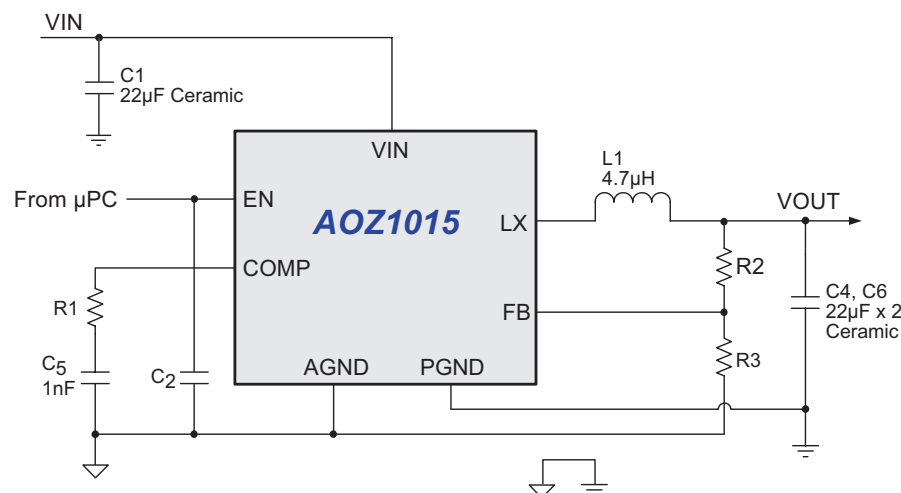 VIN
C1
22µF Ceramic
VIN
L1
4.7µH
From µPC
EN
AOZ1015
LX
VOUT
COMP
R2
R1
FB
C4, C6
22µF x 2
Ceramic
R3
C5
1nF
C2
AGND
PGND